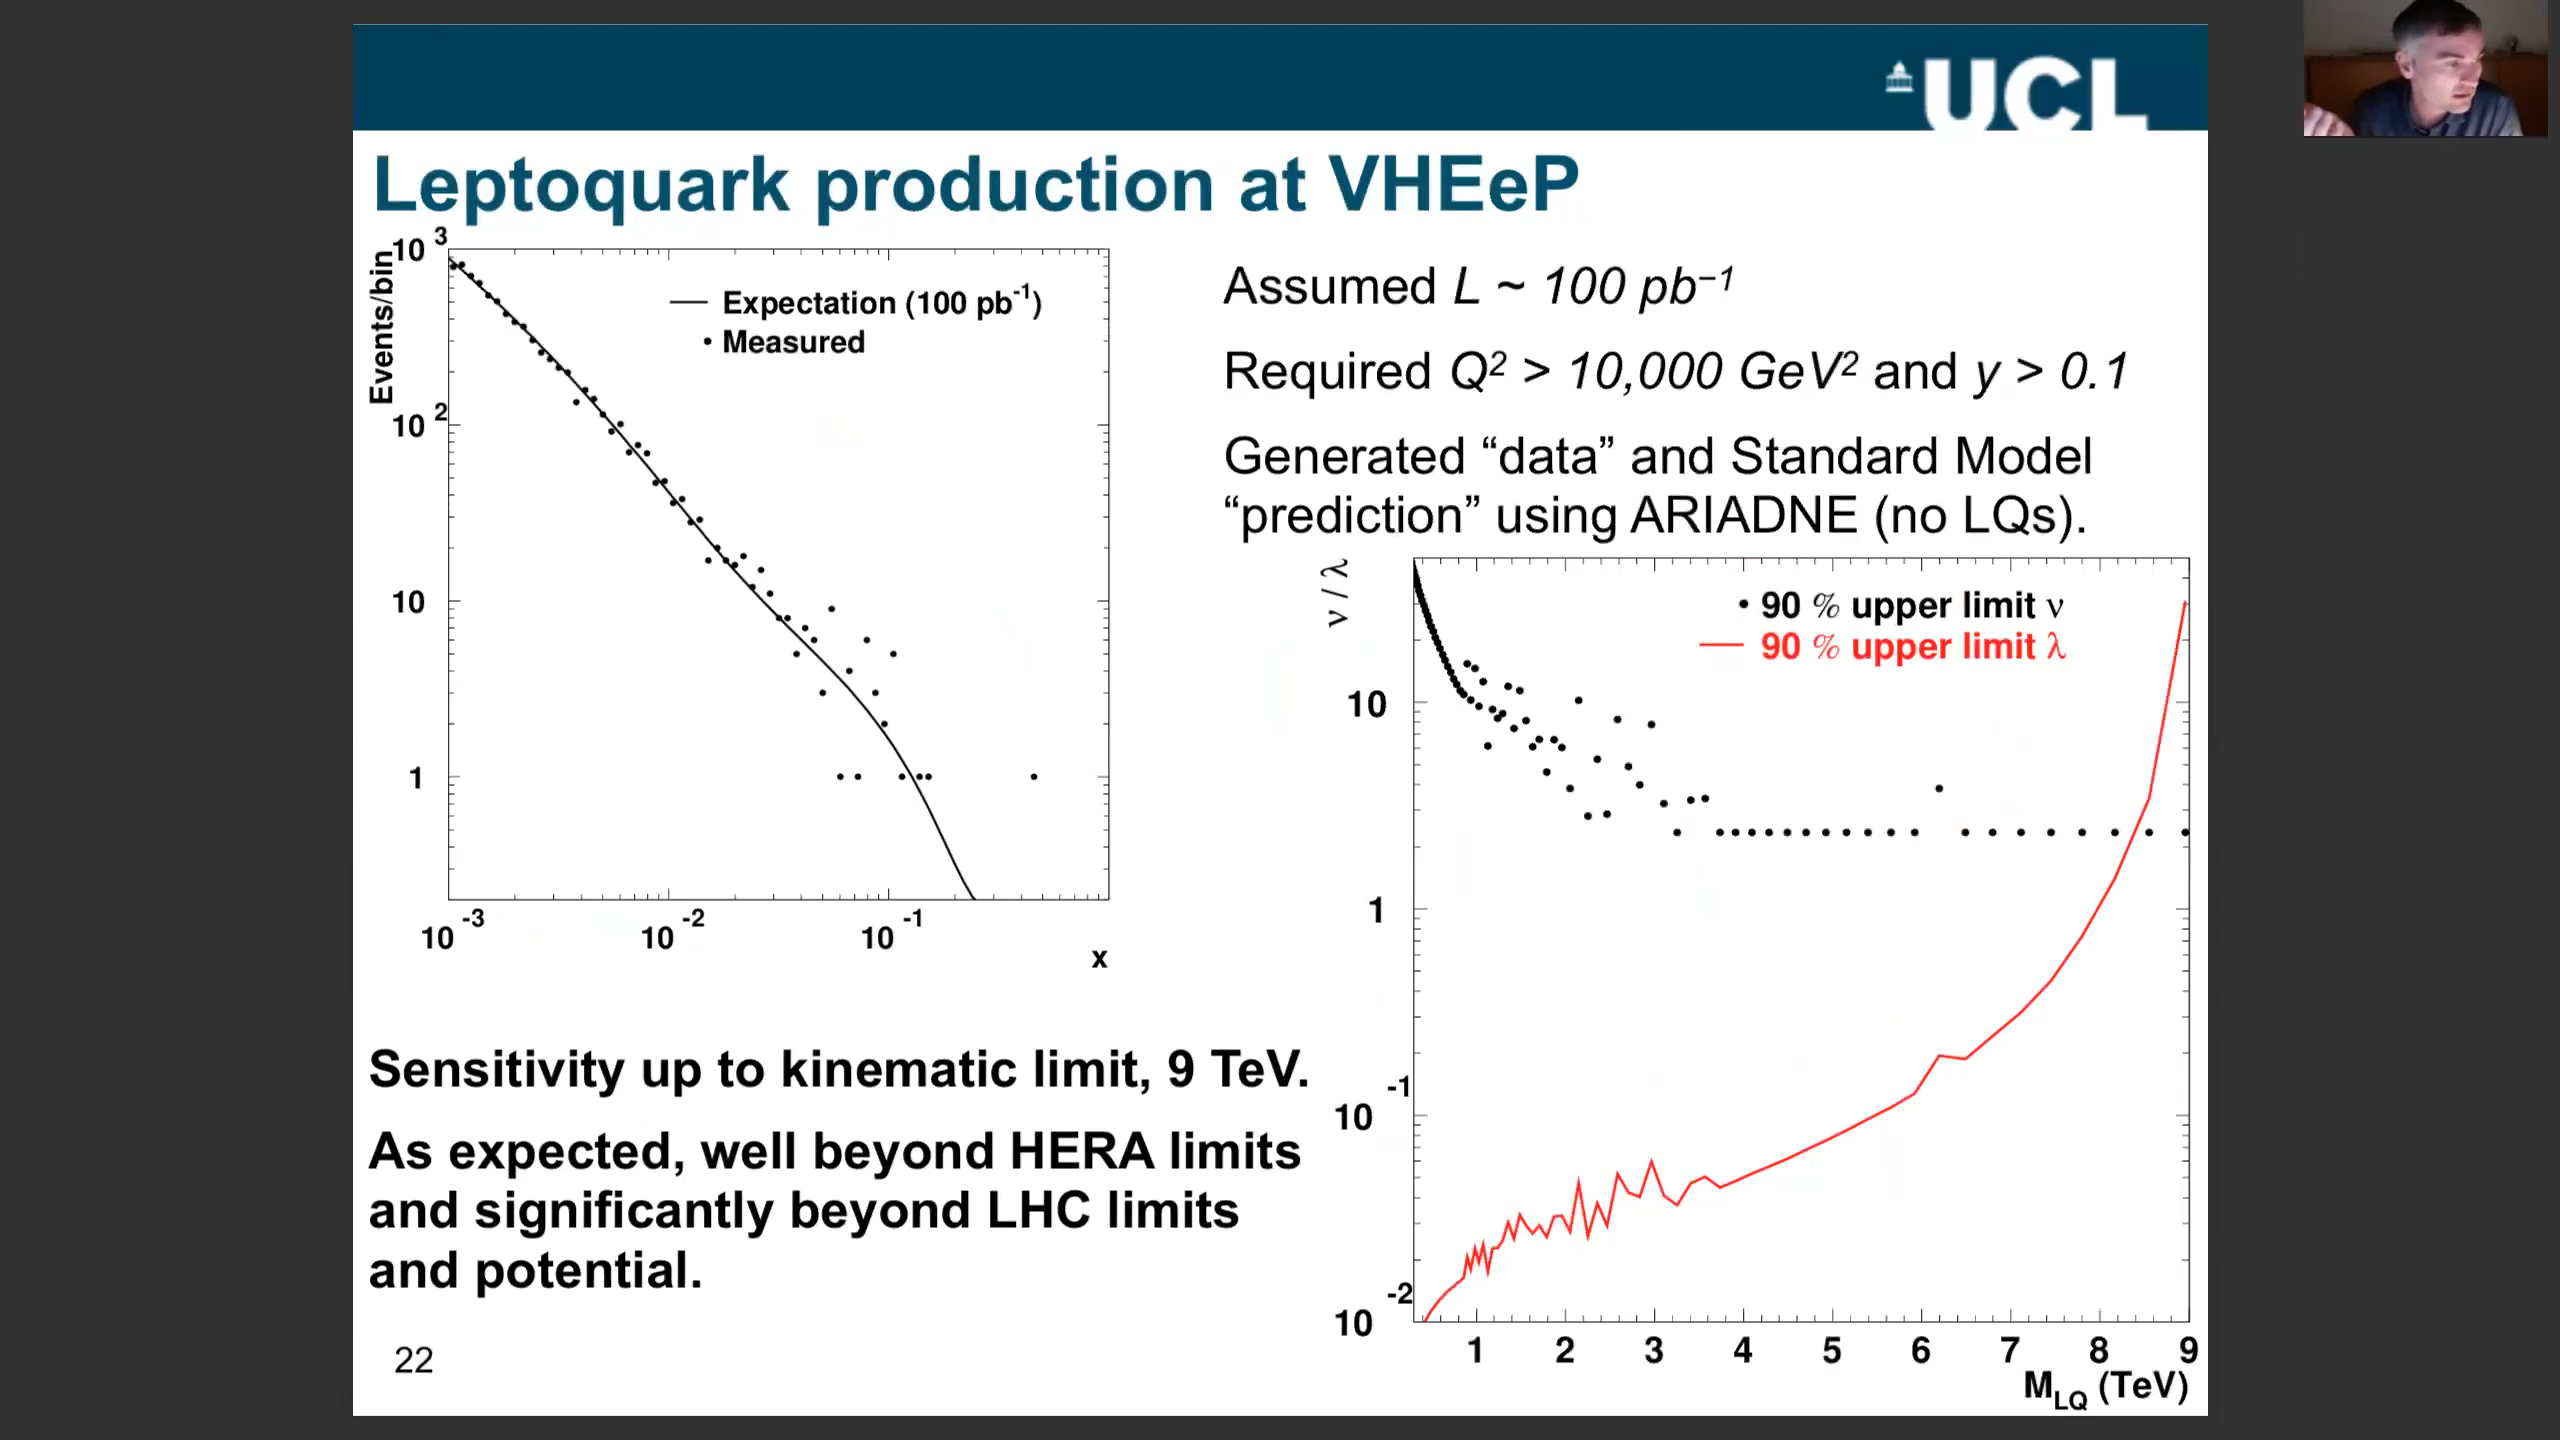 UCL
Leptoquark production at VHEeP
Events/bin
10 3
10 2
10
1
10 -3
10 -2
10 -1
x
Expectation (100 pb-1)
Measured
Assumed L ~ 100 pb–1
Required Q2 > 10,000 GeV2 and y > 0.1
Generated “data” and Standard Model
“prediction” using ARIADNE (no LQs).
ν / λ
90 % upper limit ν
90 % upper limit λ
10
1
10 -1
10 -2
1 2 3 4 5 6 7 8 9
MLQ (TeV)
Sensitivity up to kinematic limit, 9 TeV.
As expected, well beyond HERA limits
and significantly beyond LHC limits
and potential.
22